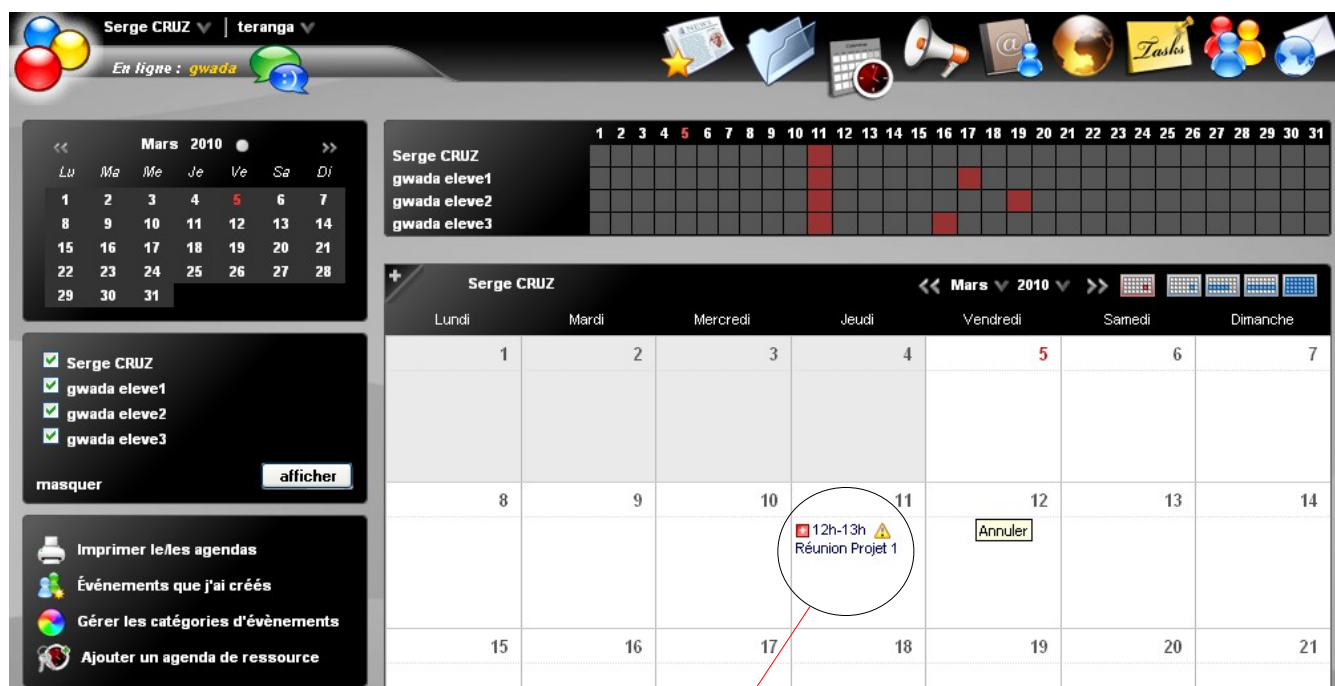 Serge CRUZ | teranga
En ligne : gwada
NEWS
Calendrier
@
Tasks
<< Mars 2010 >>
Lu Ma Me Je Ve Sa Di
1 2 3 4 5 6 7
8 9 10 11 12 13 14
15 16 17 18 19 20 21
22 23 24 25 26 27 28
29 30 31
Serge CRUZ
gwada eleve1
gwada eleve2
gwada eleve3
masquer
afficher
Imprimer le/les agendas
Événements que j'ai créés
Gérer les catégories d'évènements
Ajouter un agenda de ressource
1 2 3 4 5 6 7 8 9 10 11 12 13 14 15 16 17 18 19 20 21 22 23 24 25 26 27 28 29 30 31
Serge CRUZ
gwada eleve1
gwada eleve2
gwada eleve3
+ Serge CRUZ << Mars 2010 >>
Lundi Mardi Mercredi Jeudi Vendredi Samedi Dimanche
1 2 3 4 5 6 7
8 9 10 11 12 13 14
12h-13h
Réunion Projet 1
Annuler
15 16 17 18 19 20 21